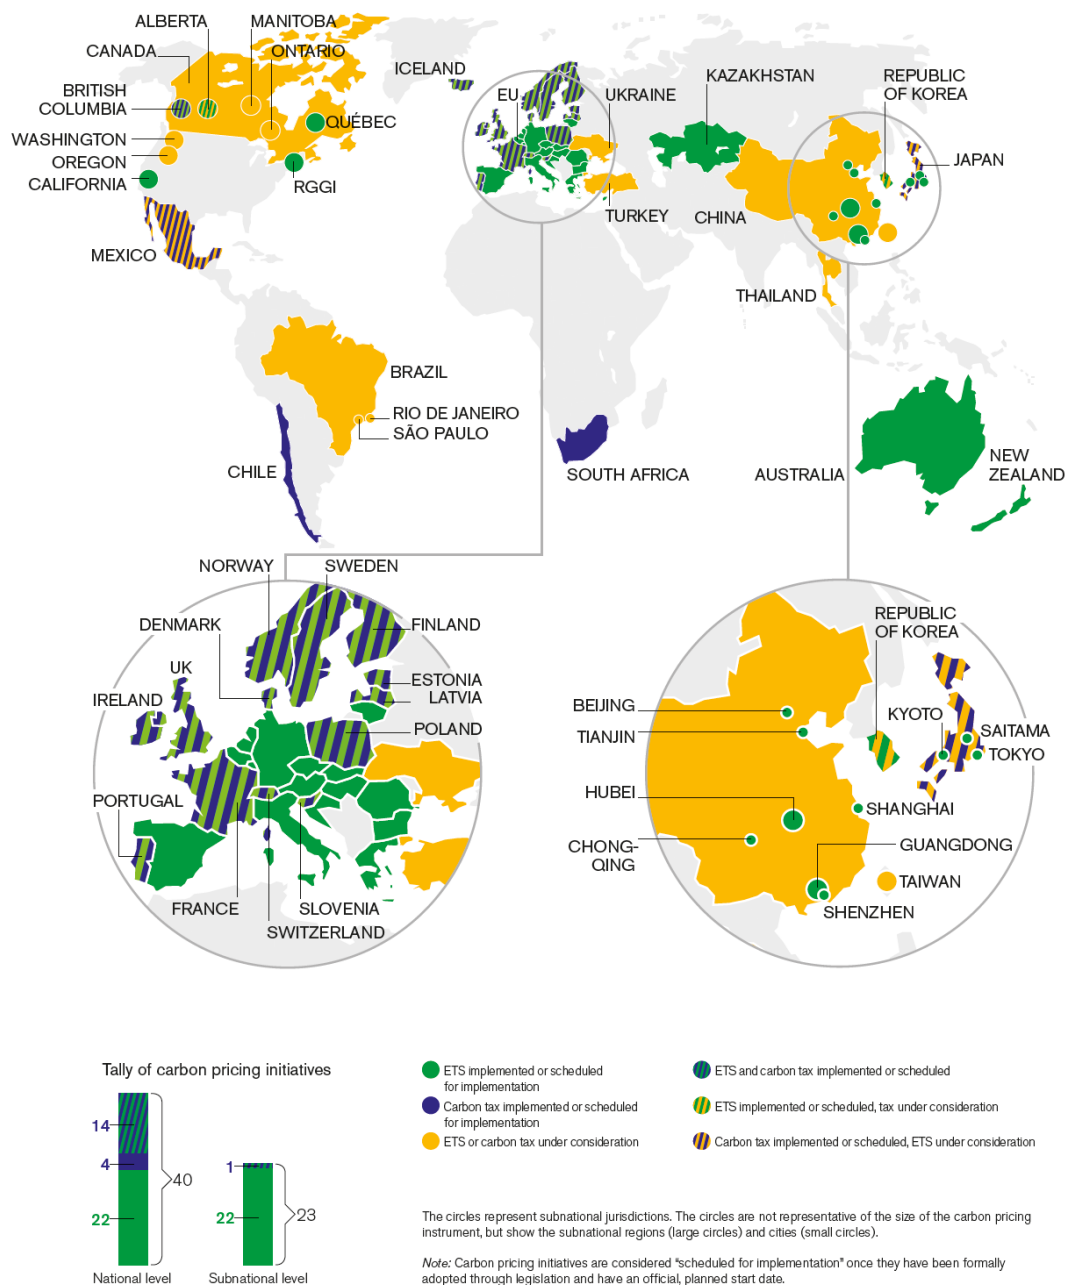 ALBERTA
MANITOBA
CANADA
ONTARIO
ICELAND
KAZAKHSTAN
REPUBLIC
OF KOREA
BRITISH
COLUMBIA
EU
UKRAINE
QUÉBEC
WASHINGTON
OREGON
JAPAN
CALIFORNIA
RGGI
TURKEY
CHINA
MEXICO
THAILAND
BRAZIL
RIO DE JANEIRO
SÃO PAULO
CHILE
SOUTH AFRICA
AUSTRALIA
NEW
ZEALAND
NORWAY
SWEDEN
DENMARK
FINLAND
UK
IRELAND
ESTONIA
LATVIA
POLAND
PORTUGAL
FRANCE
SLOVENIA
SWITZERLAND
REPUBLIC
OF KOREA
BEIJING
TIANJIN
KYOTO
SAITAMA
TOKYO
HUBEI
SHANGHAI
CHONG-
QING
GUANGDONG
TAIWAN
SHENZHEN
Tally of carbon pricing initiatives
14
4
22
40
National level
1
22
23
Subnational level
ETS implemented or scheduled
for implementation
Carbon tax implemented or scheduled
for implementation
ETS or carbon tax under consideration
ETS and carbon tax implemented or scheduled
ETS implemented or scheduled, tax under consideration
Carbon tax implemented or scheduled, ETS under consideration
The circles represent subnational jurisdictions. The circles are not representative of the size of the carbon pricing
instrument, but show the subnational regions (large circles) and cities (small circles).
Note: Carbon pricing initiatives are considered "scheduled for implementation" once they have been formally
adopted through legislation and have an official, planned start date.